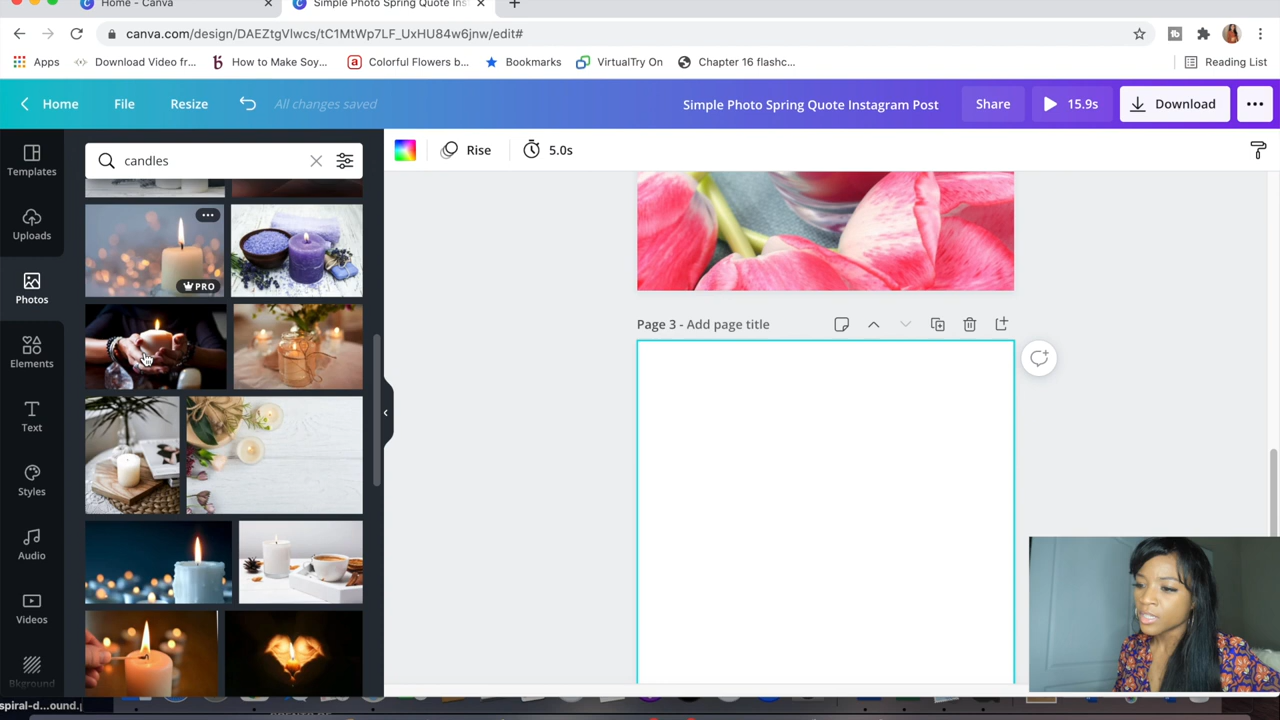 Home - Canva
Simple Photo Spring Quote Ins
canva.com/design/DAEZtgVlwcs/tC1MtWp7LF_UxHU84w6jnw/edit#
Apps
Download Video fr...
How to Make Soy...
Colorful Flowers b...
Bookmarks
VirtualTry On
Chapter 16 flashc...
Reading List
Home
File
Resize
All changes saved
Simple Photo Spring Quote Instagram Post
Share
15.9s
Download
Templates
Uploads
Photos
Elements
Text
Styles
Audio
Videos
Bkground
candles
PRO
Rise
5.0s
Page 3 - Add page title
spiral-d...ound.j